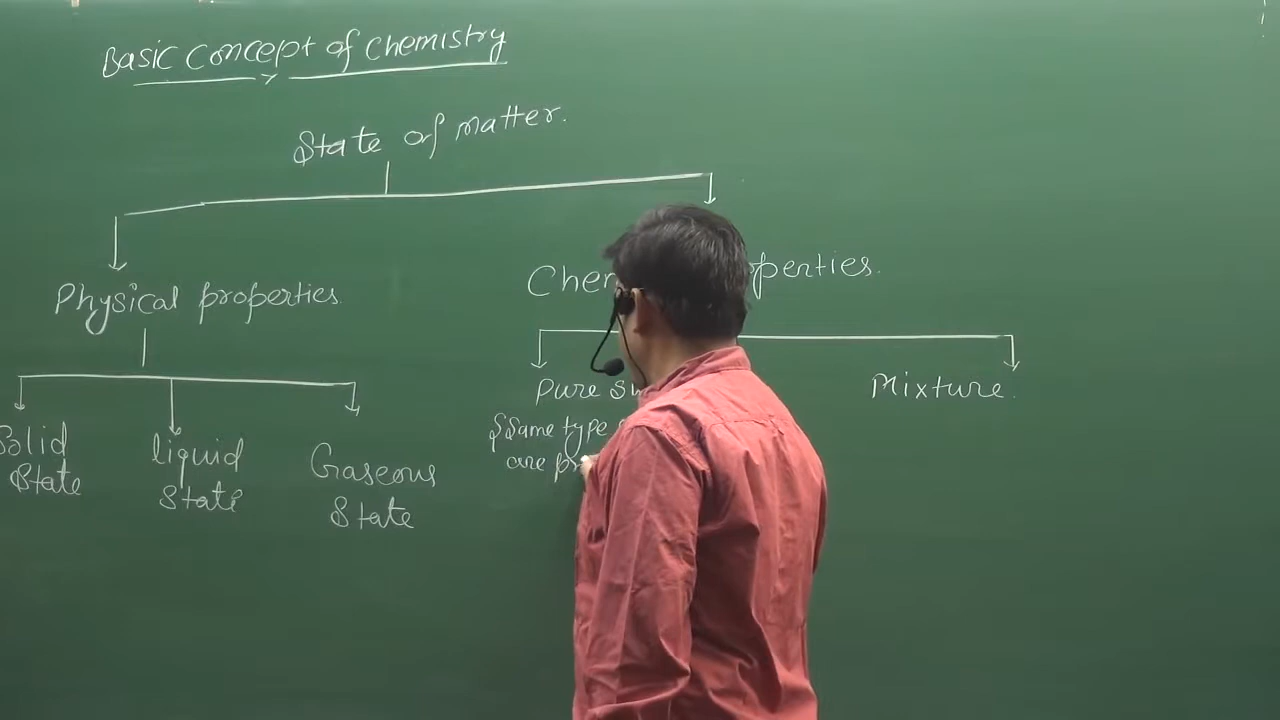 Basic Concept of Chemistry
State of matter.
Physical properties.
Mixture.
Pure
Same type
are
Solid
State
liquid
State
Gaseous
State